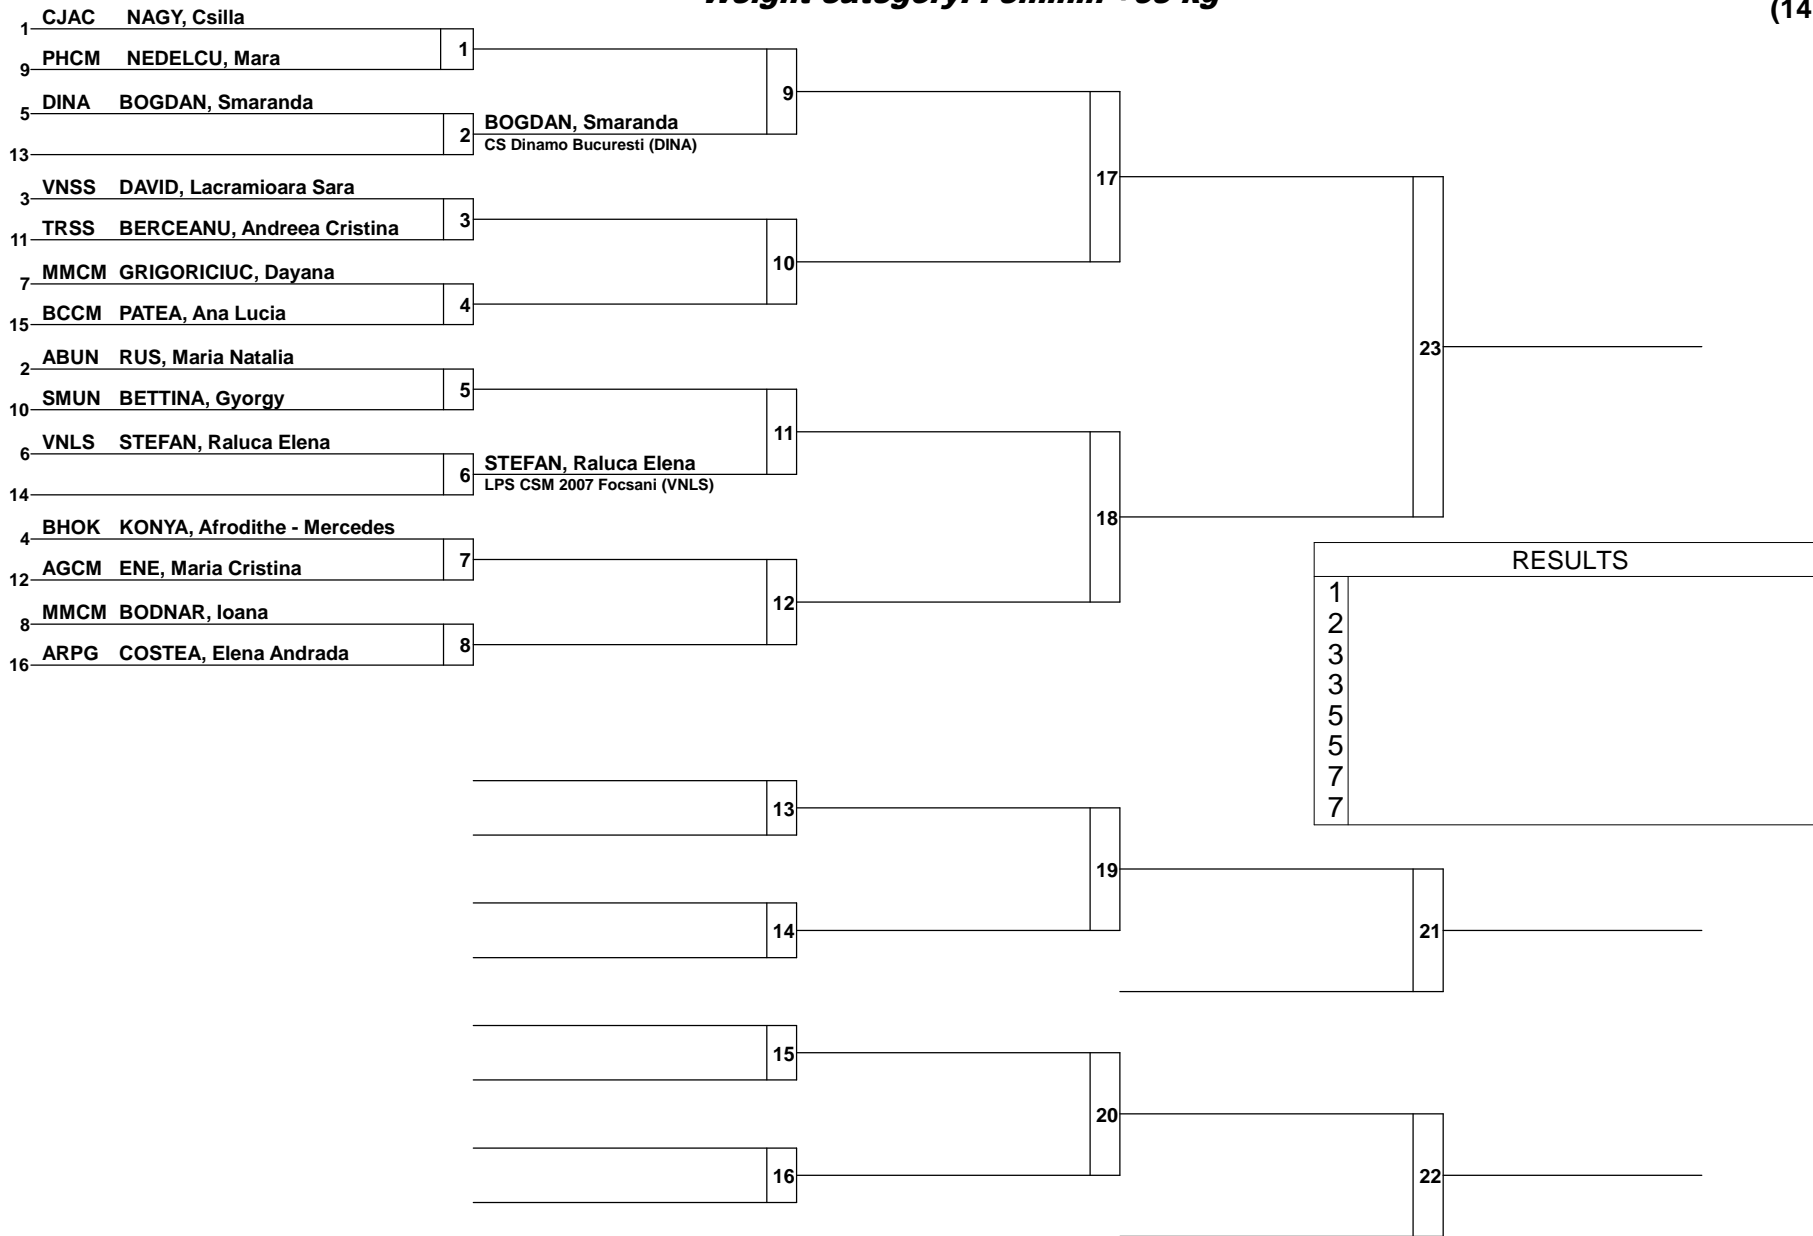 (14
1 CJAC NAGY, Csilla
1
9 PHCM NEDELCU, Mara
9
5 DINA BOGDAN, Smaranda
2 BOGDAN, Smaranda
CS Dinamo Bucuresti (DINA)
13
17
3 VNSS DAVID, Lacramioara Sara
3
11 TRSS BERCEANU, Andreea Cristina
10
7 MMCM GRIGORICIUC, Dayana
4
15 BCCM PATEA, Ana Lucia
23
2 ABUN RUS, Maria Natalia
5
10 SMUN BETTINA, Gyorgy
11
6 VNLS STEFAN, Raluca Elena
6 STEFAN, Raluca Elena
LPS CSM 2007 Focsani (VNLS)
14
18
4 BHOK KONYA, Afrodithe - Mercedes
7
12 AGCM ENE, Maria Cristina
12
8 MMCM BODNAR, Ioana
8
16 ARPG COSTEA, Elena Andrada
RESULTS
1
2
3
3
5
5
7
7
13
19
14
21
15
20
16
22